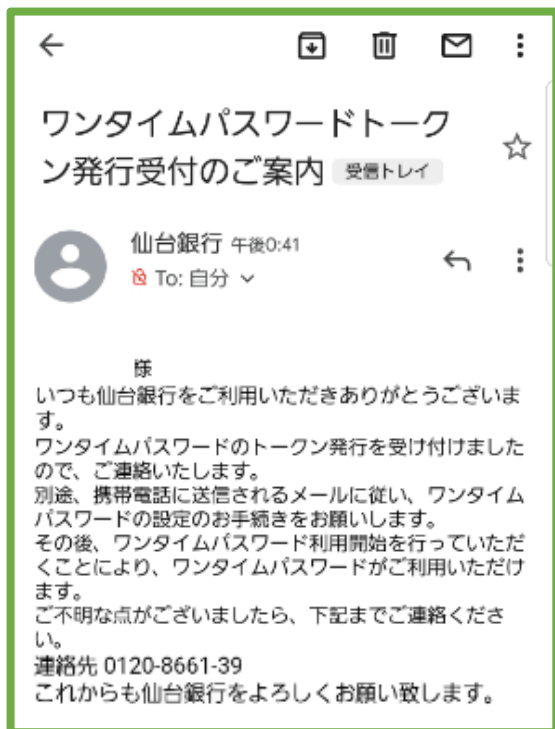 ワンタイムパスワードトーク
ン発行受付のご案内 受信トレイ
仙台銀行 午後0:41
To: 自分
様
いつも仙台銀行をご利用いただきありがとうございま
す。
ワンタイムパスワードのトークン発行を受け付けました
ので、ご連絡いたします。
別途、携帯電話に送信されるメールに従い、ワンタイム
パスワードの設定のお手続きをお願いします。
その後、ワンタイムパスワード利用開始を行っていただ
くことにより、ワンタイムパスワードがご利用いただけ
ます。
ご不明な点がございましたら、下記までご連絡くださ
い。
連絡先 0120-8661-39
これからも仙台銀行をよろしくお願い致します。